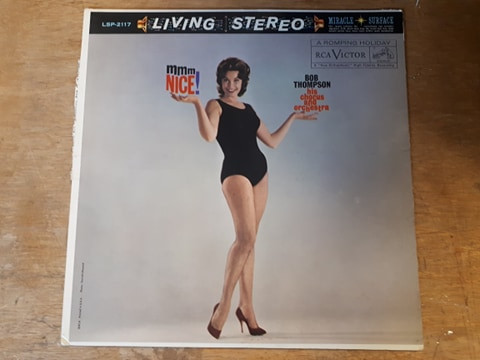 LSP-2117
LIVING STEREO
MIRACLE SURFACE
A ROMPING HOLIDAY
RCA VICTOR
mmm
NICE!
BOB
THOMPSON
his
chorus
and
orchestra